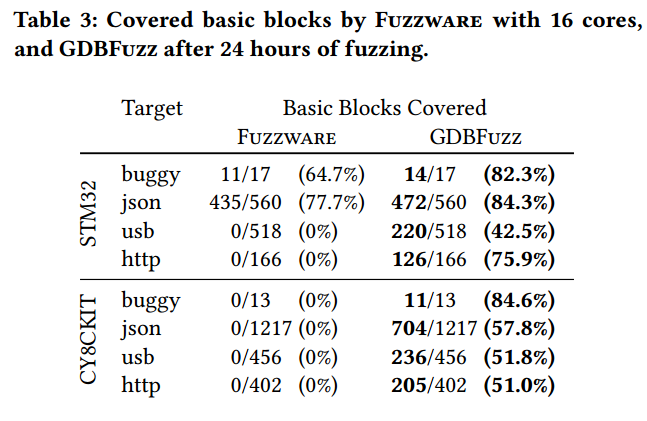 Table 3: Covered basic blocks by Fuzzware with 16 cores,
and GDBFuzz after 24 hours of fuzzing.
Target Basic Blocks Covered
Fuzzware GDBFuzz
STM32
buggy 11/17 (64.7%) 14/17 (82.3%)
json 435/560 (77.7%) 472/560 (84.3%)
usb 0/518 (0%) 220/518 (42.5%)
http 0/166 (0%) 126/166 (75.9%)
CY8CKIT
buggy 0/13 (0%) 11/13 (84.6%)
json 0/1217 (0%) 704/1217 (57.8%)
usb 0/456 (0%) 236/456 (51.8%)
http 0/402 (0%) 205/402 (51.0%)